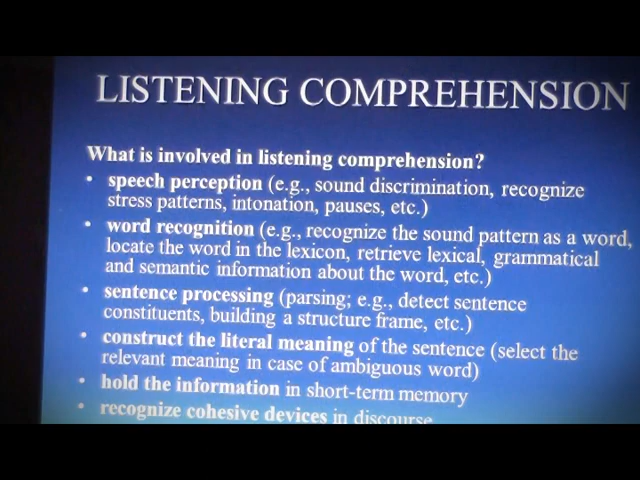 LISTENING COMPREHENSION
What is involved in listening comprehension?
• speech perception (e.g., sound discrimination, recognize
stress patterns, intonation, pauses, etc.)
• word recognition (e.g., recognize the sound pattern as a word,
locate the word in the lexicon, retrieve lexical, grammatical
and semantic information about the word, etc.)
• sentence processing (parsing; e.g., detect sentence
constituents, building a structure frame, etc.)
• construct the literal meaning of the sentence (select the
relevant meaning in case of ambiguous word)
• hold the information in short-term memory
• recognize cohesive devices in discourse